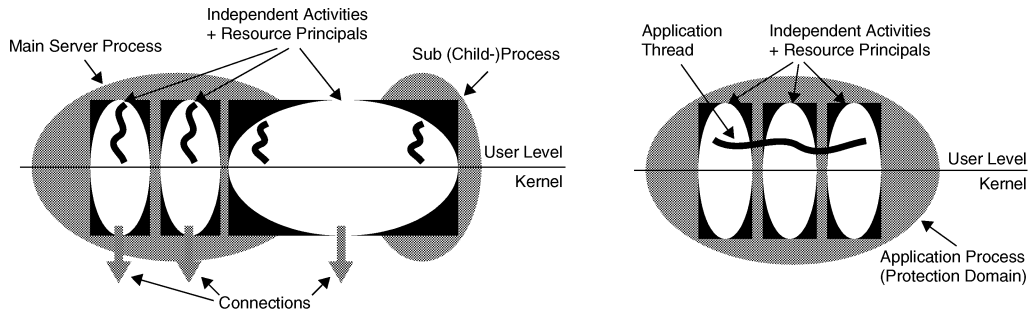 Independent Activities
+ Resource Principals
Main Server Process
Sub (Child-)Process
User Level
Kernel
Connections
Application
Thread
Independent Activities
+ Resource Principals
User Level
Kernel
Application Process
(Protection Domain)